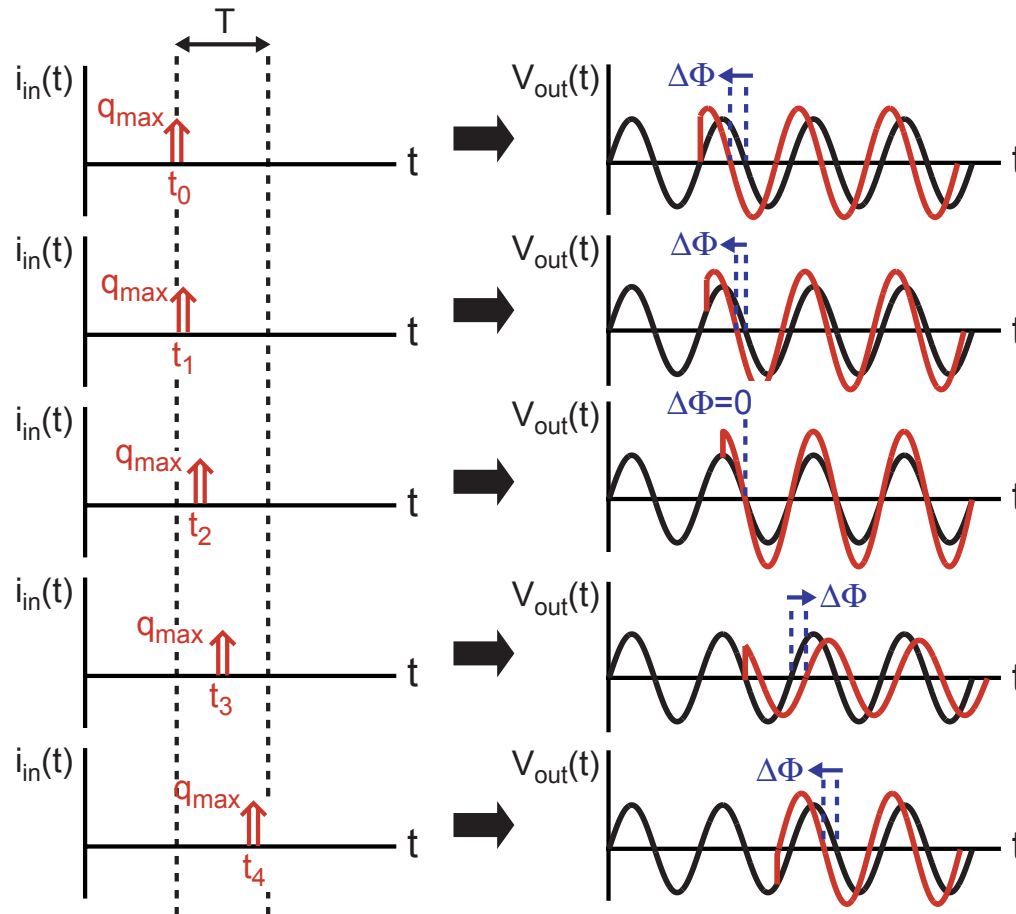 T
i_in(t)
V_out(t)
ΔΦ
q_max
t
t
t_0
i_in(t)
V_out(t)
ΔΦ
q_max
t
t
t_1
i_in(t)
V_out(t)
ΔΦ=0
q_max
t
t
t_2
i_in(t)
V_out(t)
ΔΦ
q_max
t
t
t_3
i_in(t)
V_out(t)
ΔΦ
q_max
t
t
t_4